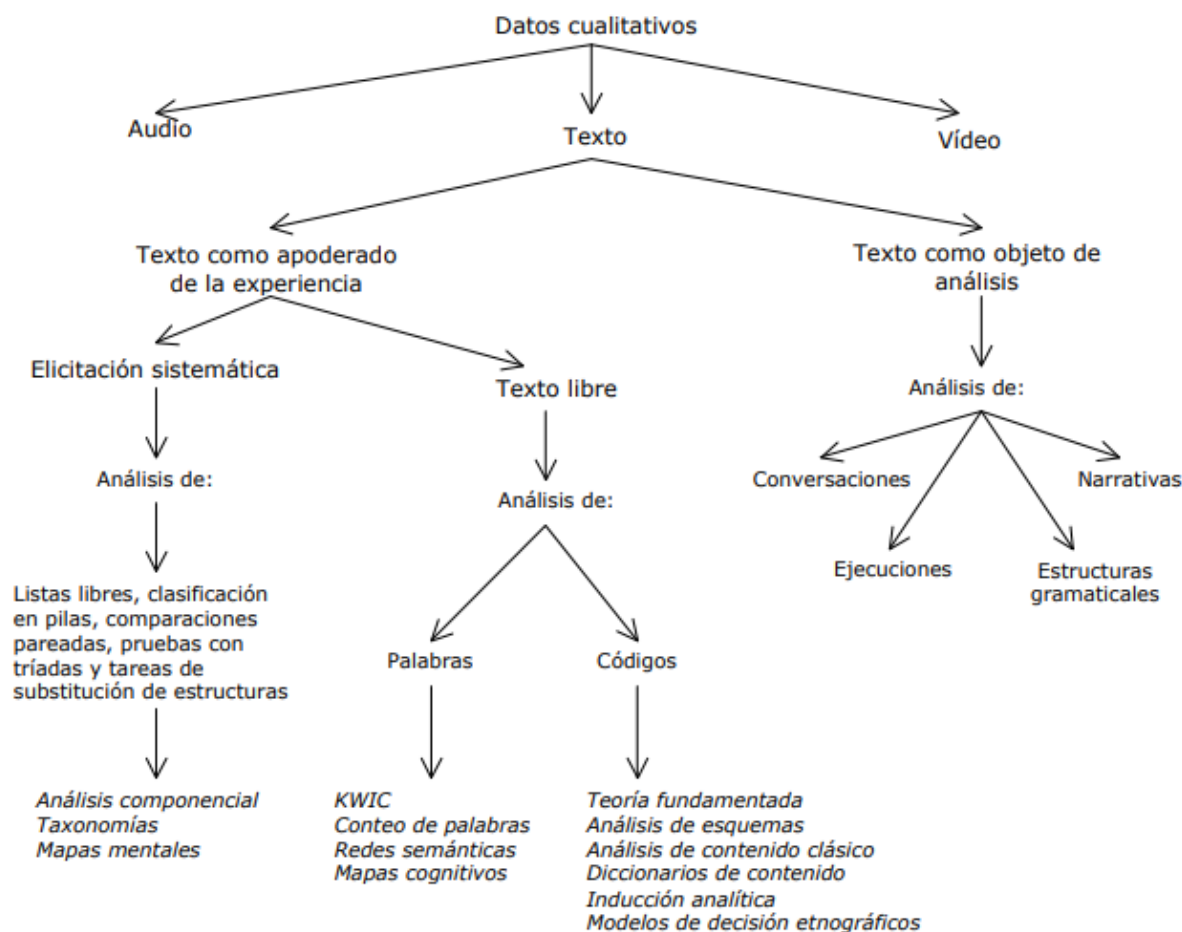 Datos cualitativos
Audio
Texto
Vídeo
Texto como apoderado
de la experiencia
Texto como objeto de
análisis
Elicitación sistemática
Texto libre
Análisis de:
Análisis de:
Análisis de:
Conversaciones
Narrativas
Ejecuciones
Estructuras
gramaticales
Listas libres, clasificación
en pilas, comparaciones
pareadas, pruebas con
tríadas y tareas de
substitución de estructuras
Palabras
Códigos
Análisis componencial
Taxonomías
Mapas mentales
KWIC
Conteo de palabras
Redes semánticas
Mapas cognitivos
Teoría fundamentada
Análisis de esquemas
Análisis de contenido clásico
Diccionarios de contenido
Inducción analítica
Modelos de decisión etnográficos